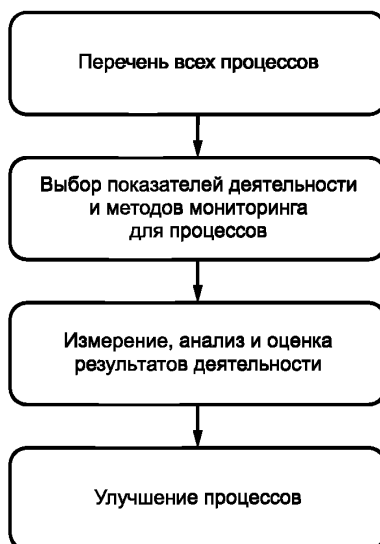 Перечень всех процессов
Выбор показателей деятельности
и методов мониторинга
для процессов
Измерение, анализ и оценка
результатов деятельности
Улучшение процессов